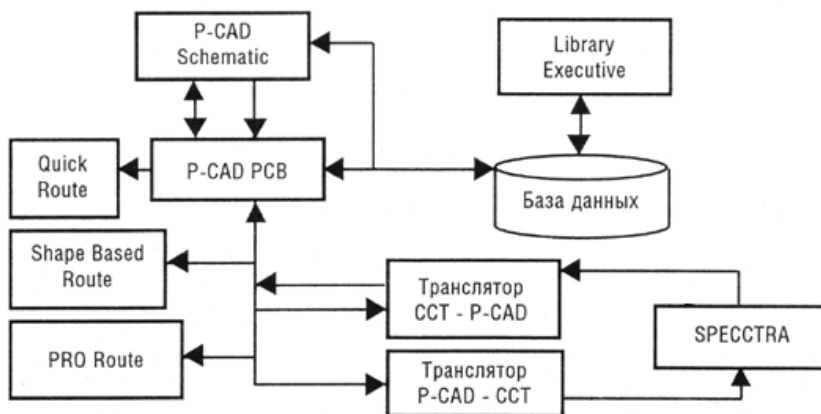 P-CAD
Schematic
Library
Executive
Quick
Route
P-CAD PCB
База данных
Shape Based
Route
Транслятор
CCT - P-CAD
SPECCTRA
PRO Route
Транслятор
P-CAD - CCT